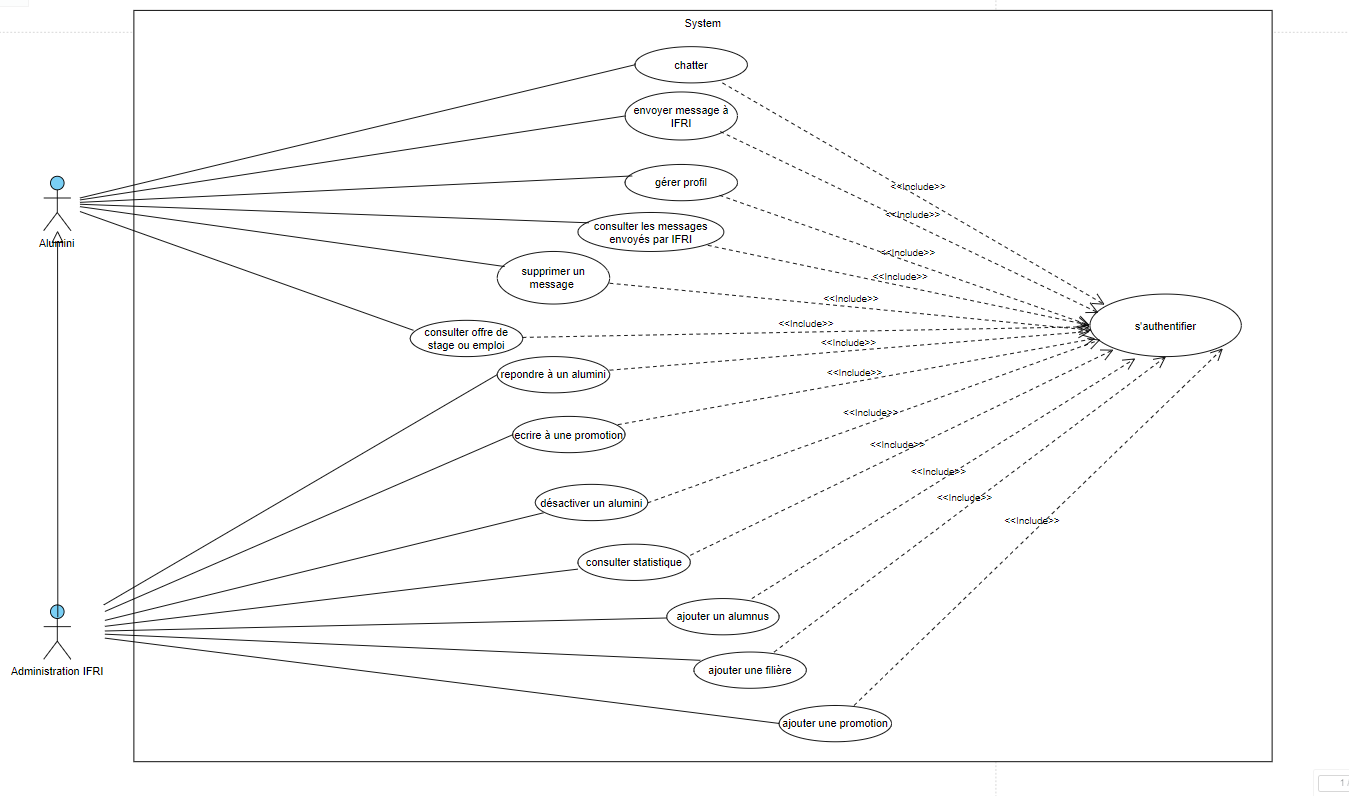 System
chatter
envoyer message à
IFRI
gérer profil
consulter les messages
envoyés par IFRI
supprimer un
message
consulter offre de
stage ou emploi
repondre à un alumini
ecrire à une promotion
désactiver un alumini
consulter statistique
ajouter un alumnus
ajouter une filière
ajouter une promotion
Alumini
Administration IFRI
<<Include>>
<<Include>>
<<Include>>
<<Include>>
<<Include>>
<<Include>>
<<Include>>
<<Include>>
<<Include>>
<<Include>>
<<Include>>
<<Include>>
<<Include>>
s'authentifier
1 /